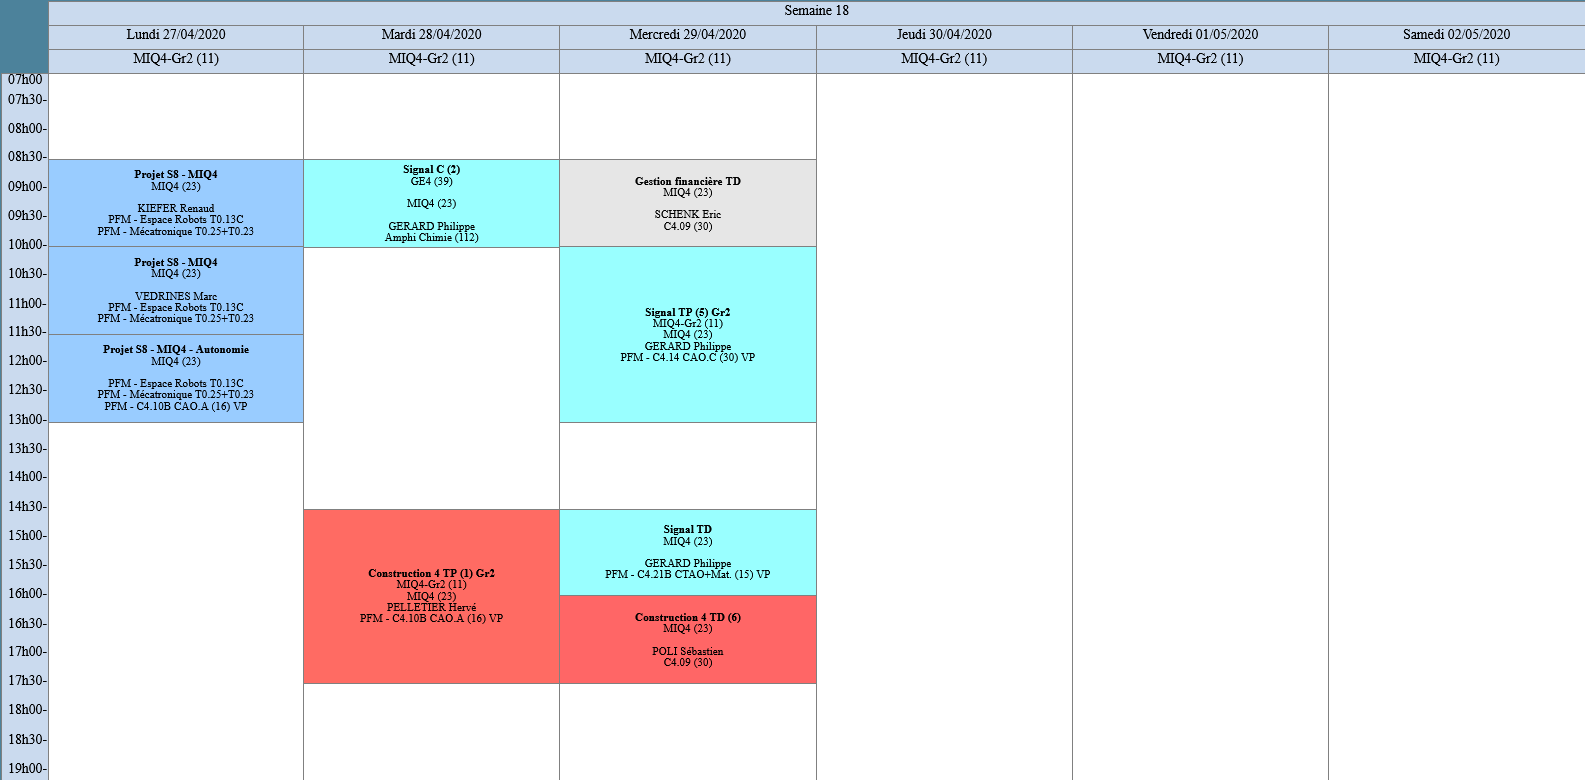 Semaine 18
Lundi 27/04/2020
Mardi 28/04/2020
Mercredi 29/04/2020
Jeudi 30/04/2020
Vendredi 01/05/2020
Samedi 02/05/2020
MIQ4-Gr2 (11)
MIQ4-Gr2 (11)
MIQ4-Gr2 (11)
MIQ4-Gr2 (11)
MIQ4-Gr2 (11)
MIQ4-Gr2 (11)
07h00
07h30-
08h00-
08h30-
09h00-
09h30-
10h00-
10h30-
11h00-
11h30-
12h00-
12h30-
13h00-
13h30-
14h00-
14h30-
15h00-
15h30-
16h00-
16h30-
17h00-
17h30-
18h00-
18h30-
19h00-
Projet S8 - MIQ4
MIQ4 (23)
KIEFER Renaud
PFM - Espace Robots T0.13C
PFM - Mécatronique T0.25+T0.23
Projet S8 - MIQ4
MIQ4 (23)
VEDRINES Marc
PFM - Espace Robots T0.13C
PFM - Mécatronique T0.25+T0.23
Projet S8 - MIQ4 - Autonomie
MIQ4 (23)
PFM - Espace Robots T0.13C
PFM - Mécatronique T0.25+T0.23
PFM - C4.10B CAO.A (16) VP
Signal C (2)
GE4 (39)
MIQ4 (23)
GERARD Philippe
Amphi Chimie (112)
Construction 4 TP (1) Gr2
MIQ4-Gr2 (11)
MIQ4 (23)
PELLETIER Hervé
PFM - C4.10B CAO.A (16) VP
Gestion financière TD
MIQ4 (23)
SCHENK Eric
C4.09 (30)
Signal TP (5) Gr2
MIQ4-Gr2 (11)
MIQ4 (23)
GERARD Philippe
PFM - C4.14 CAO.C (30) VP
Signal TD
MIQ4 (23)
GERARD Philippe
PFM - C4.21B CTAO+Mat. (15) VP
Construction 4 TD (6)
MIQ4 (23)
POLI Sébastien
C4.09 (30)